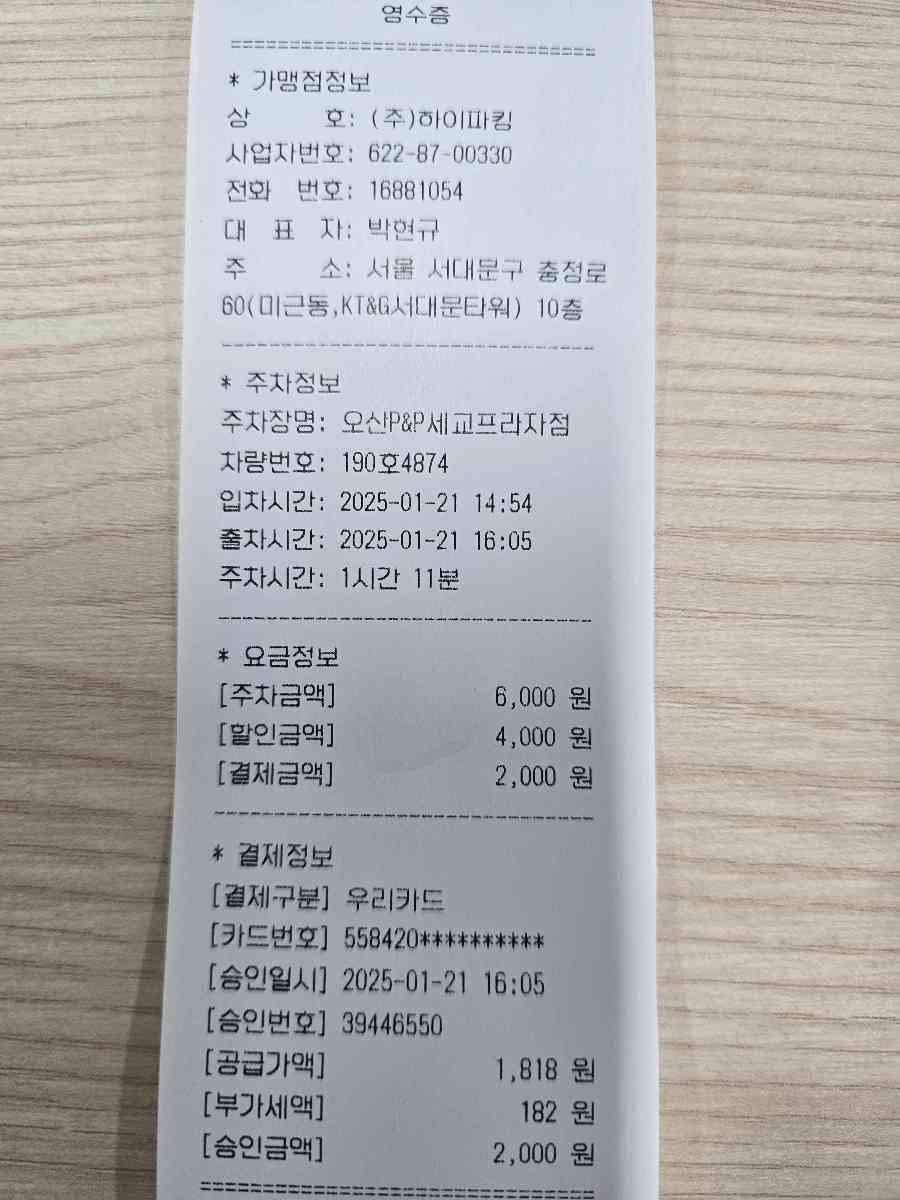 영수증
==============================
* 가맹점정보
상 호: (주)하이파킹
사업자번호: 622-87-00330
전화 번호: 16881054
대 표 자: 박현규
주 소: 서울 서대문구 충정로
60(미근동,KT&G서대문타워) 10층
------------------------------
* 주차정보
주차장명: 오산P&P세교프라자점
차량번호: 190호4874
입차시간: 2025-01-21 14:54
출차시간: 2025-01-21 16:05
주차시간: 1시간 11분
------------------------------
* 요금정보
[주차금액] 6,000 원
[할인금액] 4,000 원
[결제금액] 2,000 원
------------------------------
* 결제정보
[결제구분] 우리카드
[카드번호] 558420**********
[승인일시] 2025-01-21 16:05
[승인번호] 39446550
[공급가액] 1,818 원
[부가세액] 182 원
[승인금액] 2,000 원
==============================